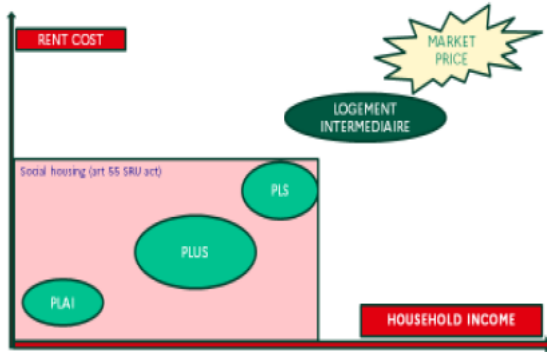 RENT COST
MARKET
PRICE
LOGEMENT
INTERMEDIAIRE
Social housing (art 55 SRU act)
PLS
PLUS
PLAI
HOUSEHOLD INCOME